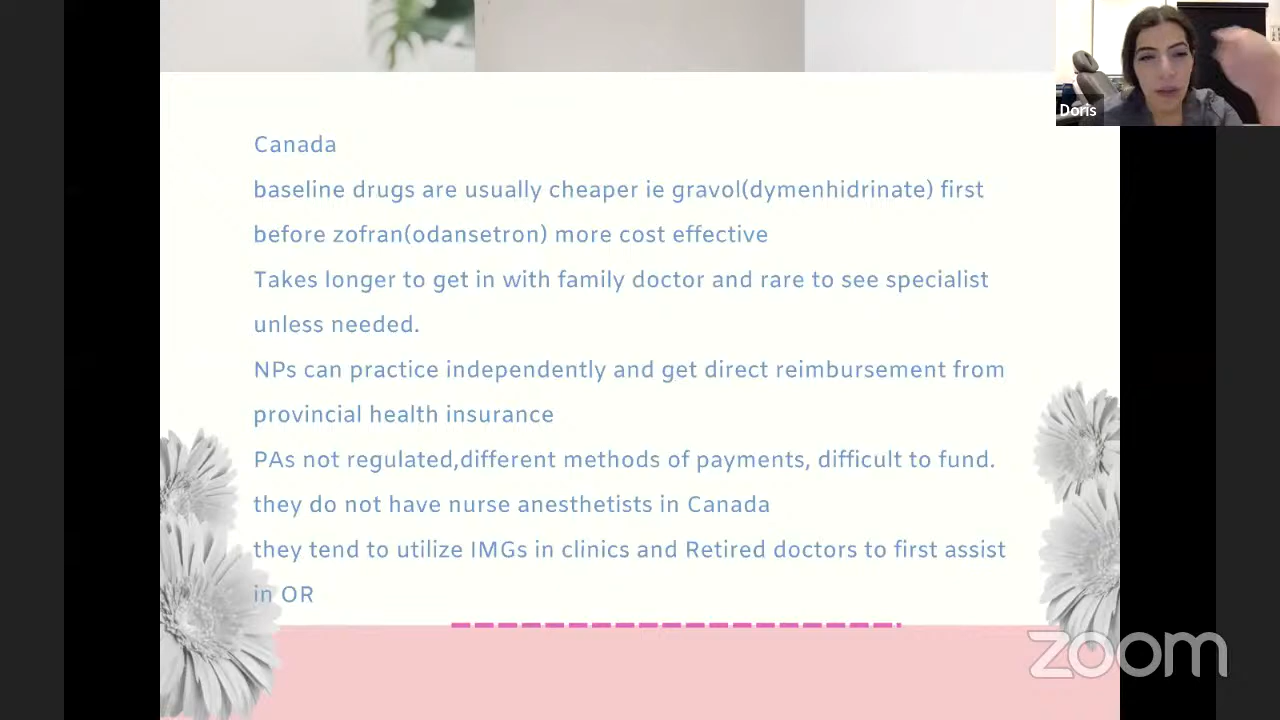 Doris
Canada
baseline drugs are usually cheaper ie gravol(dymenhidrinate) first
before zofran(odansetron) more cost effective
Takes longer to get in with family doctor and rare to see specialist
unless needed.
NPs can practice independently and get direct reimbursement from
provincial health insurance
PAs not regulated,different methods of payments, difficult to fund.
they do not have nurse anesthetists in Canada
they tend to utilize IMGs in clinics and Retired doctors to first assist
in OR
zoom